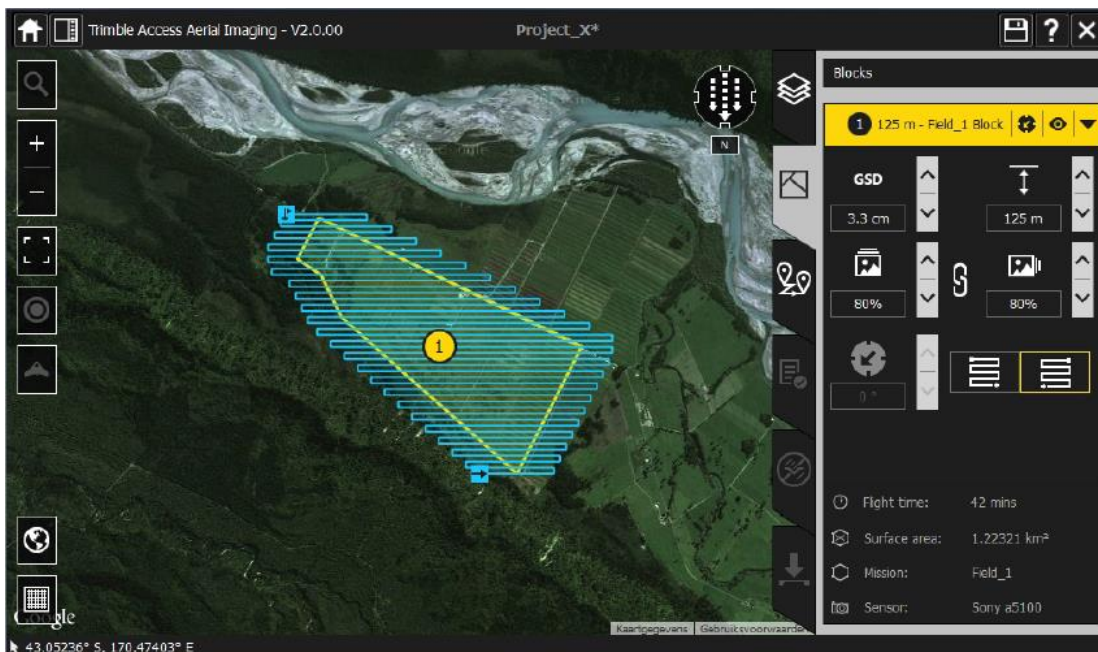 Trimble Access Aerial Imaging - V2.0.00
Project_X*
?
N
Blocks
1 125 m - Field_1 Block
GSD
3.3 cm
125 m
80%
80%
0 °
1
Flight time: 42 mins
Surface area: 1.22321 km²
Mission: Field_1
Sensor: Sony a5100
Google
Kaartgegevens
Gebruiksvoorwaarde
43.05236° S, 170.47403° E